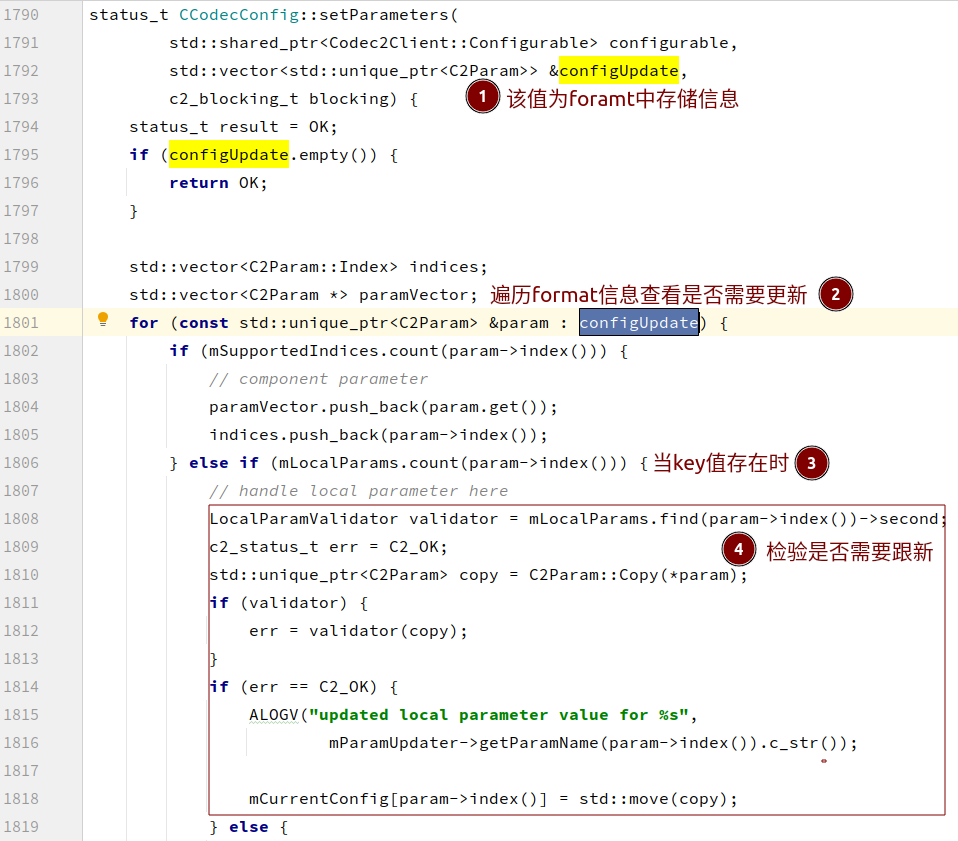 1790 status_t CCodecConfig::setParameters(
1791         std::shared_ptr<Codec2Client::Configurable> configurable,
1792         std::vector<std::unique_ptr<C2Param>> &configUpdate,
1793         c2_blocking_t blocking) { 1 该值为foramt中存储信息
1794     status_t result = OK;
1795     if (configUpdate.empty()) {
1796         return OK;
1797     }
1798
1799     std::vector<C2Param::Index> indices;
1800     std::vector<C2Param *> paramVector; 遍历format信息查看是否需要更新 2
1801     for (const std::unique_ptr<C2Param> &param : configUpdate) {
1802         if (mSupportedIndices.count(param->index())) {
1803             // component parameter
1804             paramVector.push_back(param.get());
1805             indices.push_back(param->index());
1806         } else if (mLocalParams.count(param->index())) { 当key值存在时 3
1807             // handle local parameter here
1808             LocalParamValidator validator = mLocalParams.find(param->index())->second;
1809             c2_status_t err = C2_OK; 4 检验是否需要跟新
1810             std::unique_ptr<C2Param> copy = C2Param::Copy(*param);
1811             if (validator) {
1812                 err = validator(copy);
1813             }
1814             if (err == C2_OK) {
1815                 ALOGV("updated local parameter value for %s",
1816                         mParamUpdater->getParamName(param->index()).c_str());
1817
1818                 mCurrentConfig[param->index()] = std::move(copy);
1819             } else {